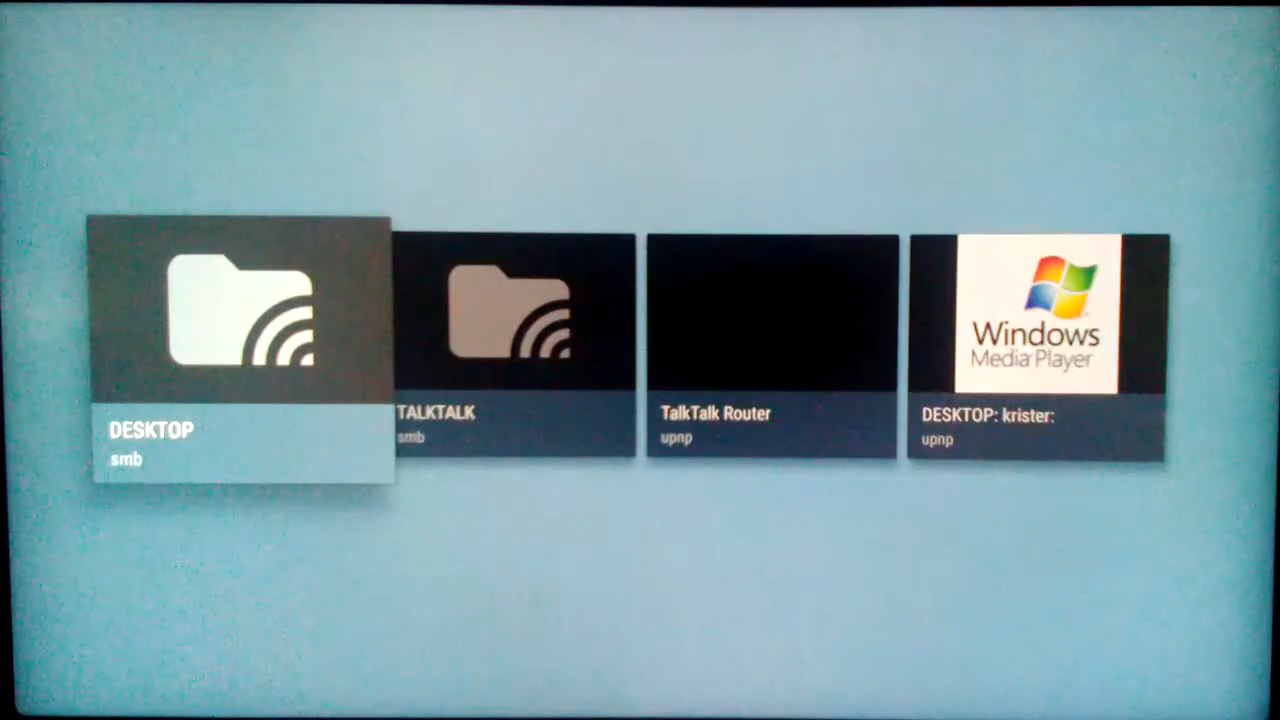 DESKTOP
smb
TALKTALK
smb
TalkTalk Router
upnp
Windows
Media Player
DESKTOP: krister:
upnp